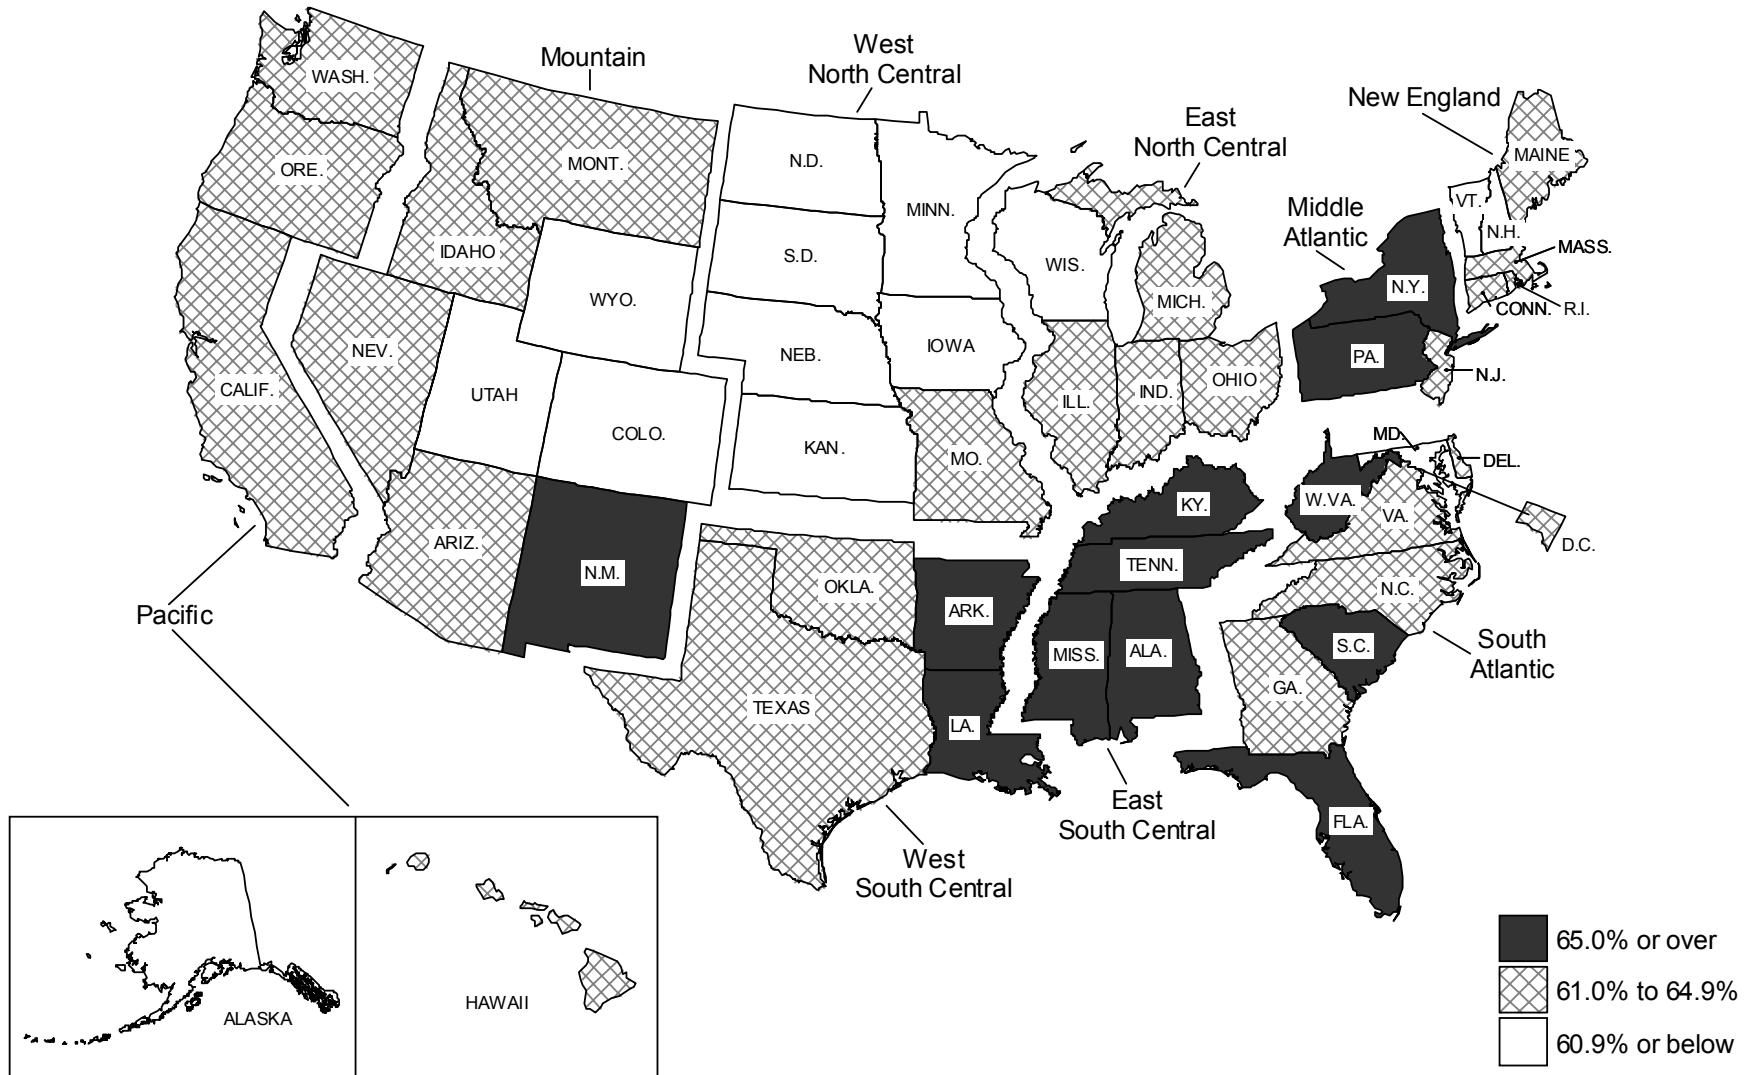 West
North Central
Mountain
WASH.
New England
East
North Central
MAINE
N.D.
MONT.
ORE.
VT.
MINN.
Middle
Atlantic
N.H.
MASS.
IDAHO
S.D.
WIS.
N.Y.
WYO.
MICH.
CONN.
R.I.
NEV.
NEB.
IOWA
PA.
N.J.
OHIO
CALIF.
UTAH
IND.
ILL.
COLO.
KAN.
MO.
MD.
DEL.
KY.
W.VA.
VA.
ARIZ.
D.C.
N.M.
TENN.
OKLA.
N.C.
Pacific
ARK.
MISS.
ALA.
S.C.
South
Atlantic
GA.
TEXAS
LA.
East
South Central
FLA.
West
South Central
65.0% or over
61.0% to 64.9%
HAWAII
ALASKA
60.9% or below